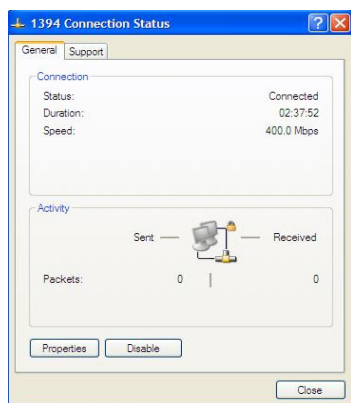 1394 Connection Status
General Support
Connection
Status: Connected
Duration: 02:37:52
Speed: 400.0 Mbps
Activity
Sent Received
Packets: 0 0
Properties Disable
Close